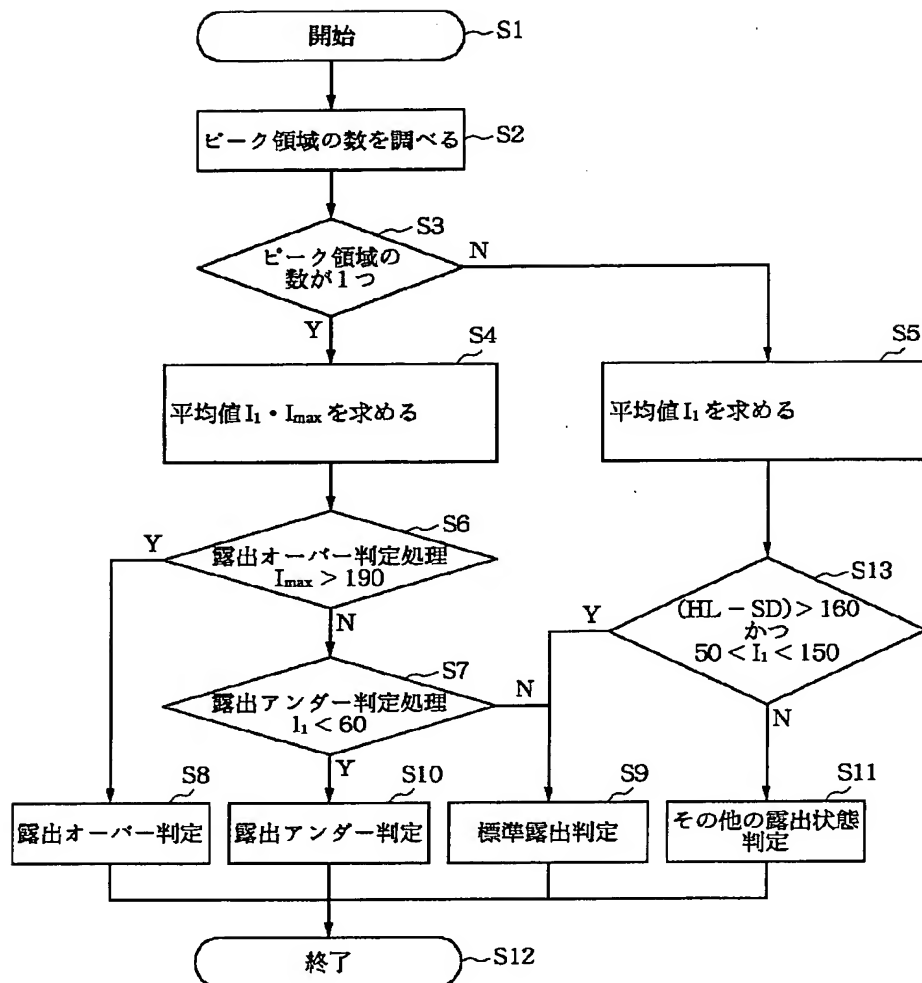 開始
S1
ピーク領域の数を調べる
S2
S3
ピーク領域の
数が1つ
N
Y
S4
平均値I₁・Imaxを求める
S5
平均値I₁を求める
S6
Y
露出オーバー判定処理
Imax > 190
N
S13
(HL − SD) > 160
かつ
50 < I₁ < 150
Y
N
S7
露出アンダー判定処理
I₁ < 60
N
Y
S8
露出オーバー判定
S10
露出アンダー判定
S9
標準露出判定
S11
その他の露出状態
判定
終了
S12